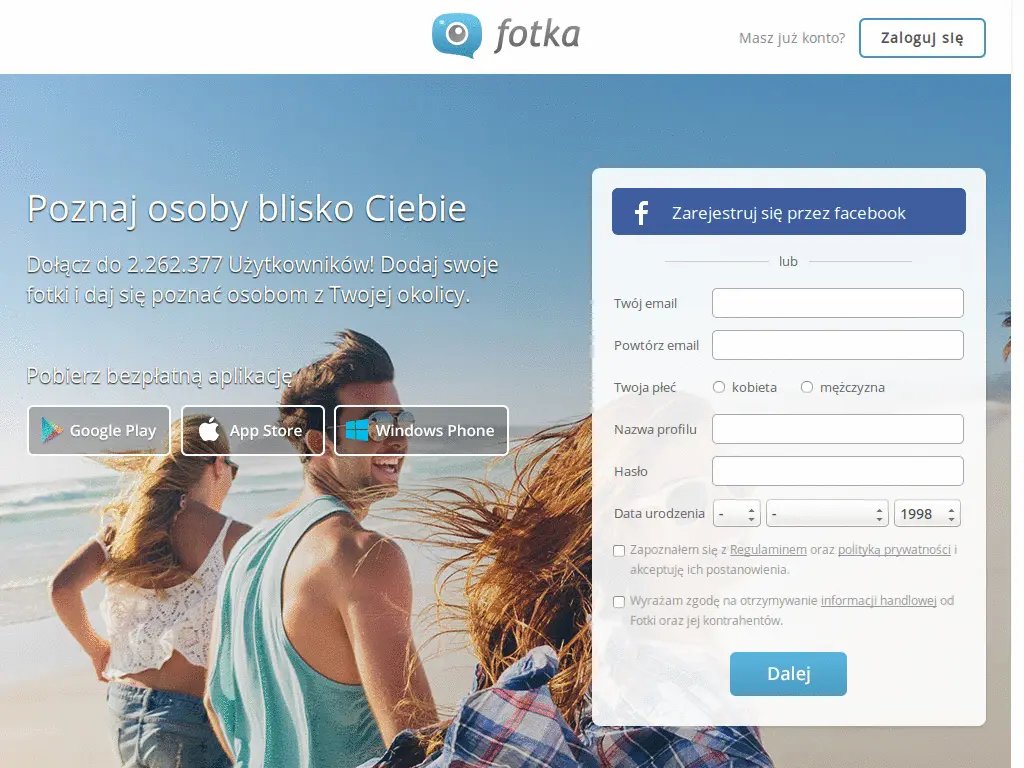 fotka
Masz już konto?
Zaloguj się
Poznaj osoby blisko Ciebie
Dołącz do 2.262.377 Użytkowników! Dodaj swoje
fotki i daj się poznać osobom z Twojej okolicy.
Pobierz bezpłatną aplikację
Google Play
App Store
Windows Phone
f
Zarejestruj się przez facebook
lub
Twój email
Powtórz email
Twoja płeć
kobieta
mężczyzna
Nazwa profilu
Hasło
Data urodzenia
-
-
1998
Zapoznałem się z Regulaminem oraz polityką prywatności i
akceptuję ich postanowienia.
Wyrażam zgodę na otrzymywanie informacji handlowej od
Fotki oraz jej kontrahentów.
Dalej